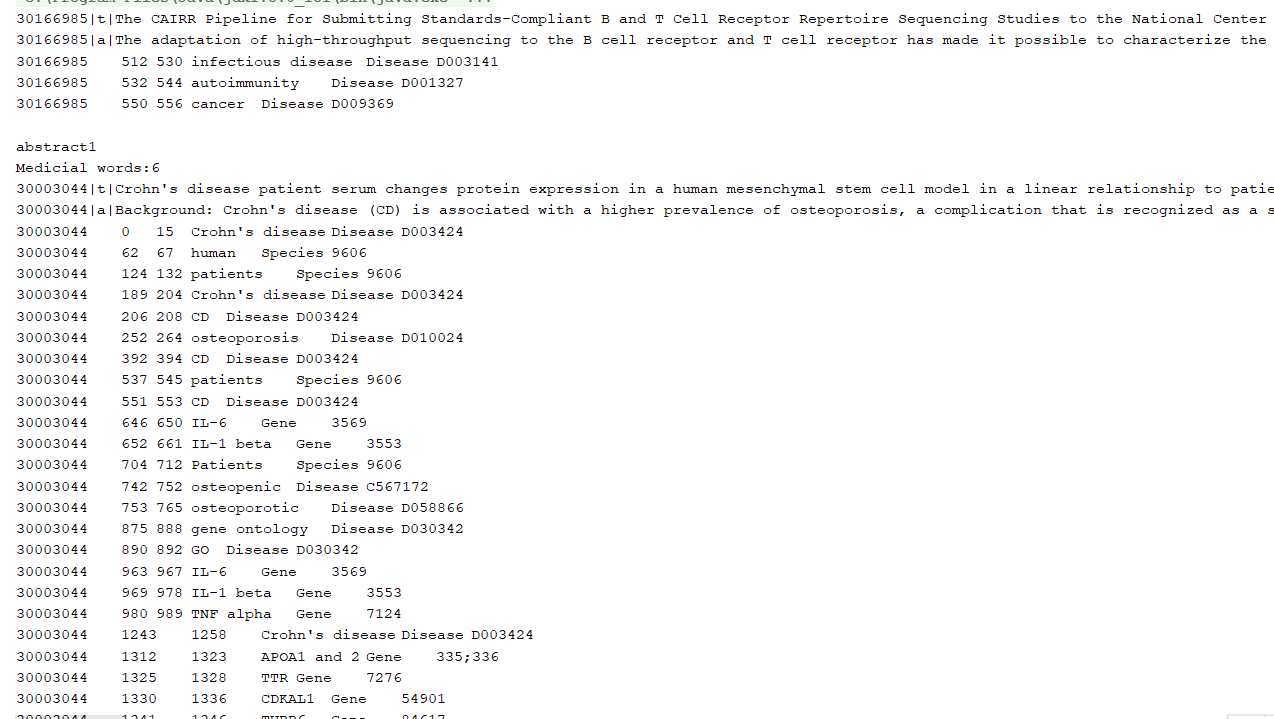 30166985|t|The CAIRR Pipeline for Submitting Standards-Compliant B and T Cell Receptor Repertoire Sequencing Studies to the National Center
30166985|a|The adaptation of high-throughput sequencing to the B cell receptor and T cell receptor has made it possible to characterize the
30166985 512 530 infectious disease Disease D003141
30166985 532 544 autoimmunity Disease D001327
30166985 550 556 cancer Disease D009369
abstract1
Medicial words:6
30003044|t|Crohn's disease patient serum changes protein expression in a human mesenchymal stem cell model in a linear relationship to patie
30003044|a|Background: Crohn's disease (CD) is associated with a higher prevalence of osteoporosis, a complication that is recognized as a s
30003044 0 15 Crohn's disease Disease D003424
30003044 62 67 human Species 9606
30003044 124 132 patients Species 9606
30003044 189 204 Crohn's disease Disease D003424
30003044 206 208 CD Disease D003424
30003044 252 264 osteoporosis Disease D010024
30003044 392 394 CD Disease D003424
30003044 537 545 patients Species 9606
30003044 551 553 CD Disease D003424
30003044 646 650 IL-6 Gene 3569
30003044 652 661 IL-1 beta Gene 3553
30003044 704 712 Patients Species 9606
30003044 742 752 osteopenic Disease C567172
30003044 753 765 osteoporotic Disease D058866
30003044 875 888 gene ontology Disease D030342
30003044 890 892 GO Disease D030342
30003044 963 967 IL-6 Gene 3569
30003044 969 978 IL-1 beta Gene 3553
30003044 980 989 TNF alpha Gene 7124
30003044 1243 1258 Crohn's disease Disease D003424
30003044 1312 1323 APOA1 and 2 Gene 335;336
30003044 1325 1328 TTR Gene 7276
30003044 1330 1336 CDKAL1 Gene 54901